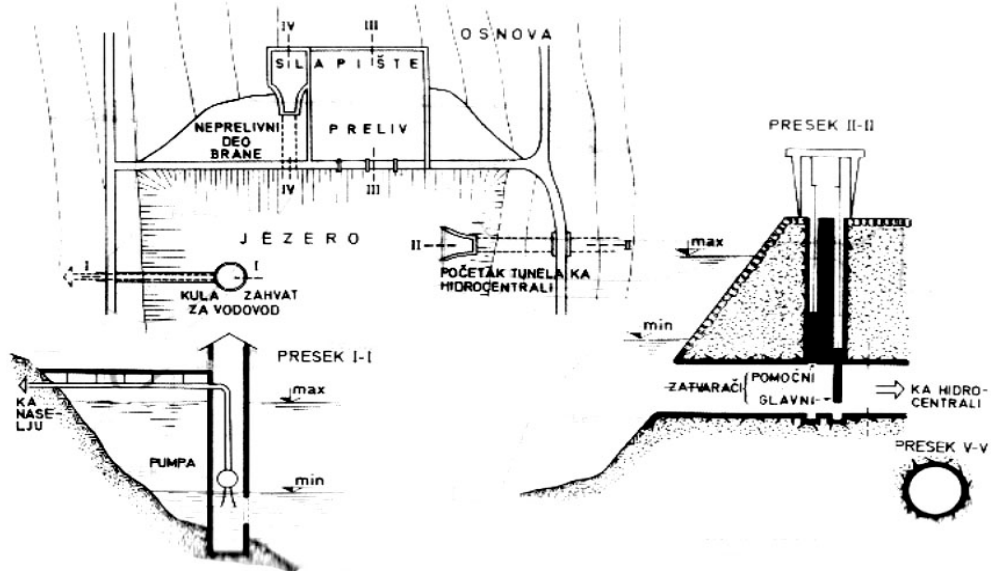 OSNOVA
IV
III
SLAPIŠTE
NEPRELIVNI
DEO
BRANE
PRELIV
IV
III
JEZERO
II
II
POČETAK TUNELA KA
HIDROCENTRALI
I
I
KULA ZAHVAT
ZA VODOVOD
PRESEK I-I
max
KA
NASE-
LJU
PUMPA
min
PRESEK II-II
max
min
ZATVARAČI
POMOĆNI
GLAVNI
KA HIDRO-
CENTRALI
PRESEK V-V